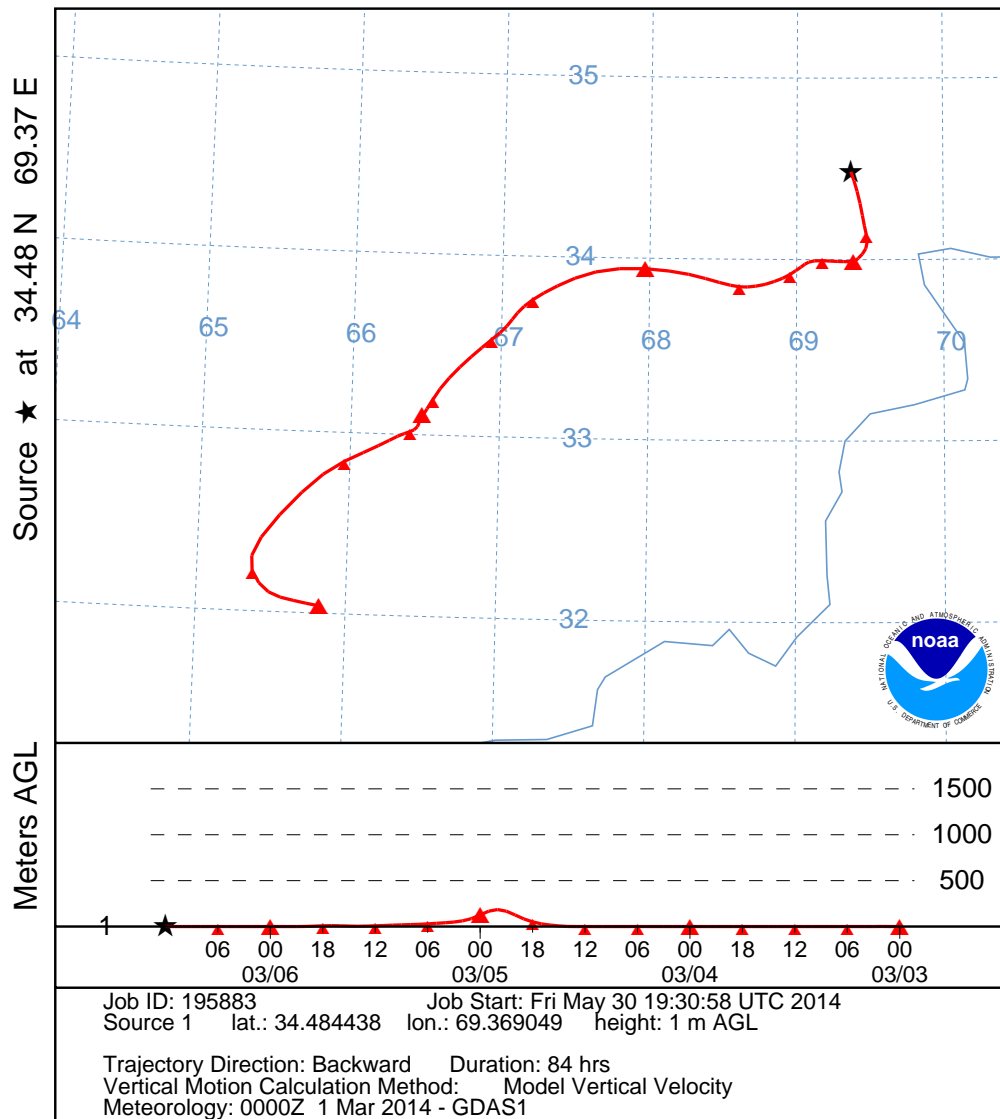 Source ★ at 34.48 N 69.37 E
35
34
64 65 66 67 68 69 70
33
32
NATIONAL OCEANIC AND ATMOSPHERIC ADMINISTRATION
noaa
U.S. DEPARTMENT OF COMMERCE
Meters AGL
1500
1000
500
1
06 00 18 12 06 00 18 12 06 00 18 12 06 00
03/06 03/05 03/04 03/03
Job ID: 195883 Job Start: Fri May 30 19:30:58 UTC 2014
Source 1 lat.: 34.484438 lon.: 69.369049 height: 1 m AGL
Trajectory Direction: Backward Duration: 84 hrs
Vertical Motion Calculation Method: Model Vertical Velocity
Meteorology: 0000Z 1 Mar 2014 - GDAS1